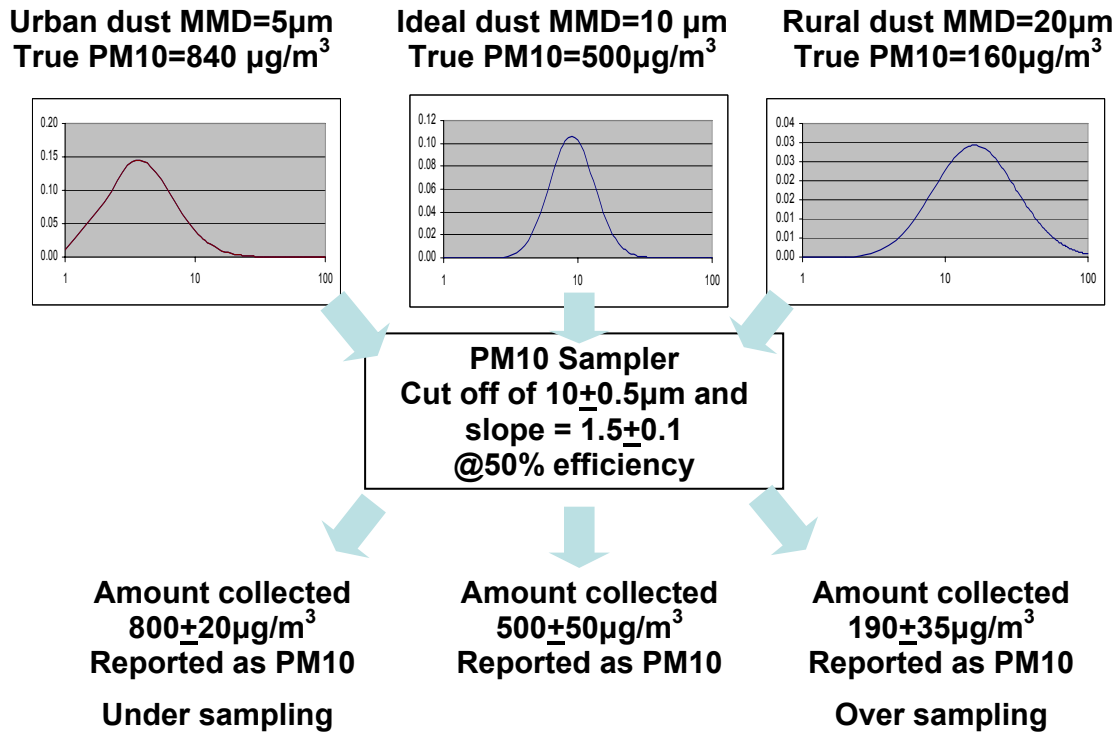 Urban dust MMD=5µm
True PM10=840 µg/m³
Ideal dust MMD=10 µm
True PM10=500µg/m³
Rural dust MMD=20µm
True PM10=160µg/m³
0.20
0.15
0.10
0.05
0.00
1 10 100
0.12
0.10
0.08
0.06
0.04
0.02
0.00
1 10 100
0.04
0.03
0.03
0.02
0.02
0.01
0.01
0.00
1 10 100
PM10 Sampler
Cut off of 10±0.5µm and
slope = 1.5±0.1
@50% efficiency
Amount collected
800±20µg/m³
Reported as PM10
Under sampling
Amount collected
500±50µg/m³
Reported as PM10
Amount collected
190±35µg/m³
Reported as PM10
Over sampling